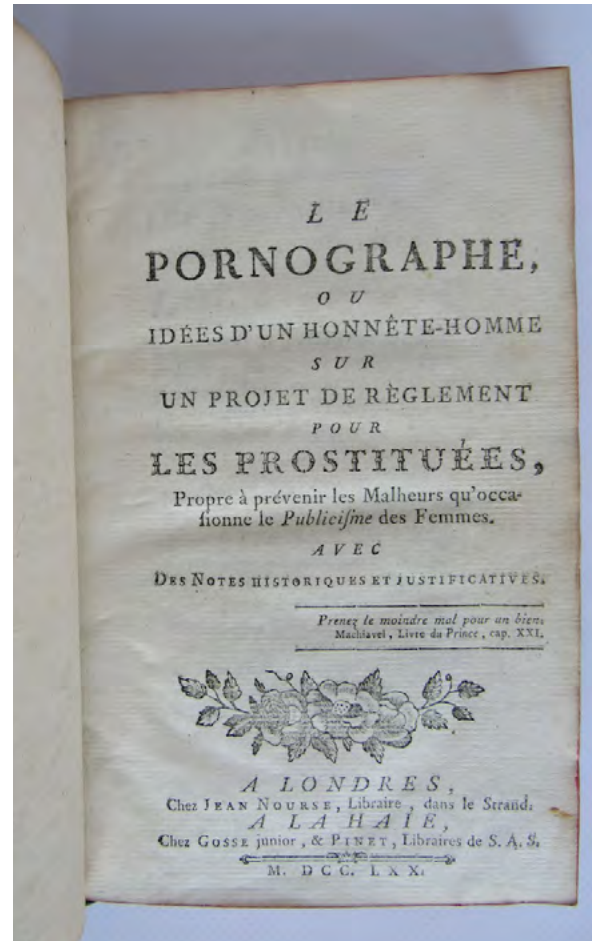 LE
PORNOGRAPHE,
OU
IDÉES D'UN HONNÊTE-HOMME
SUR
UN PROJET DE RÈGLEMENT
POUR
LES PROSTITUÉES,
Propre à prévenir les Malheurs qu'occa-
sionne le Publiciſme des Femmes.
AVEC
DES NOTES HISTORIQUES ET JUSTIFICATIVES.
Prenez le moindre mal pour un bien.
Machiavel, Livre du Prince, cap. XXI.
A LONDRES,
Chez JEAN NOURSE, Libraire, dans le Strand.
A LA HAIE,
Chez GOSSE junior, & PINET, Libraires de S. A. S.
M. DCC. LXX.